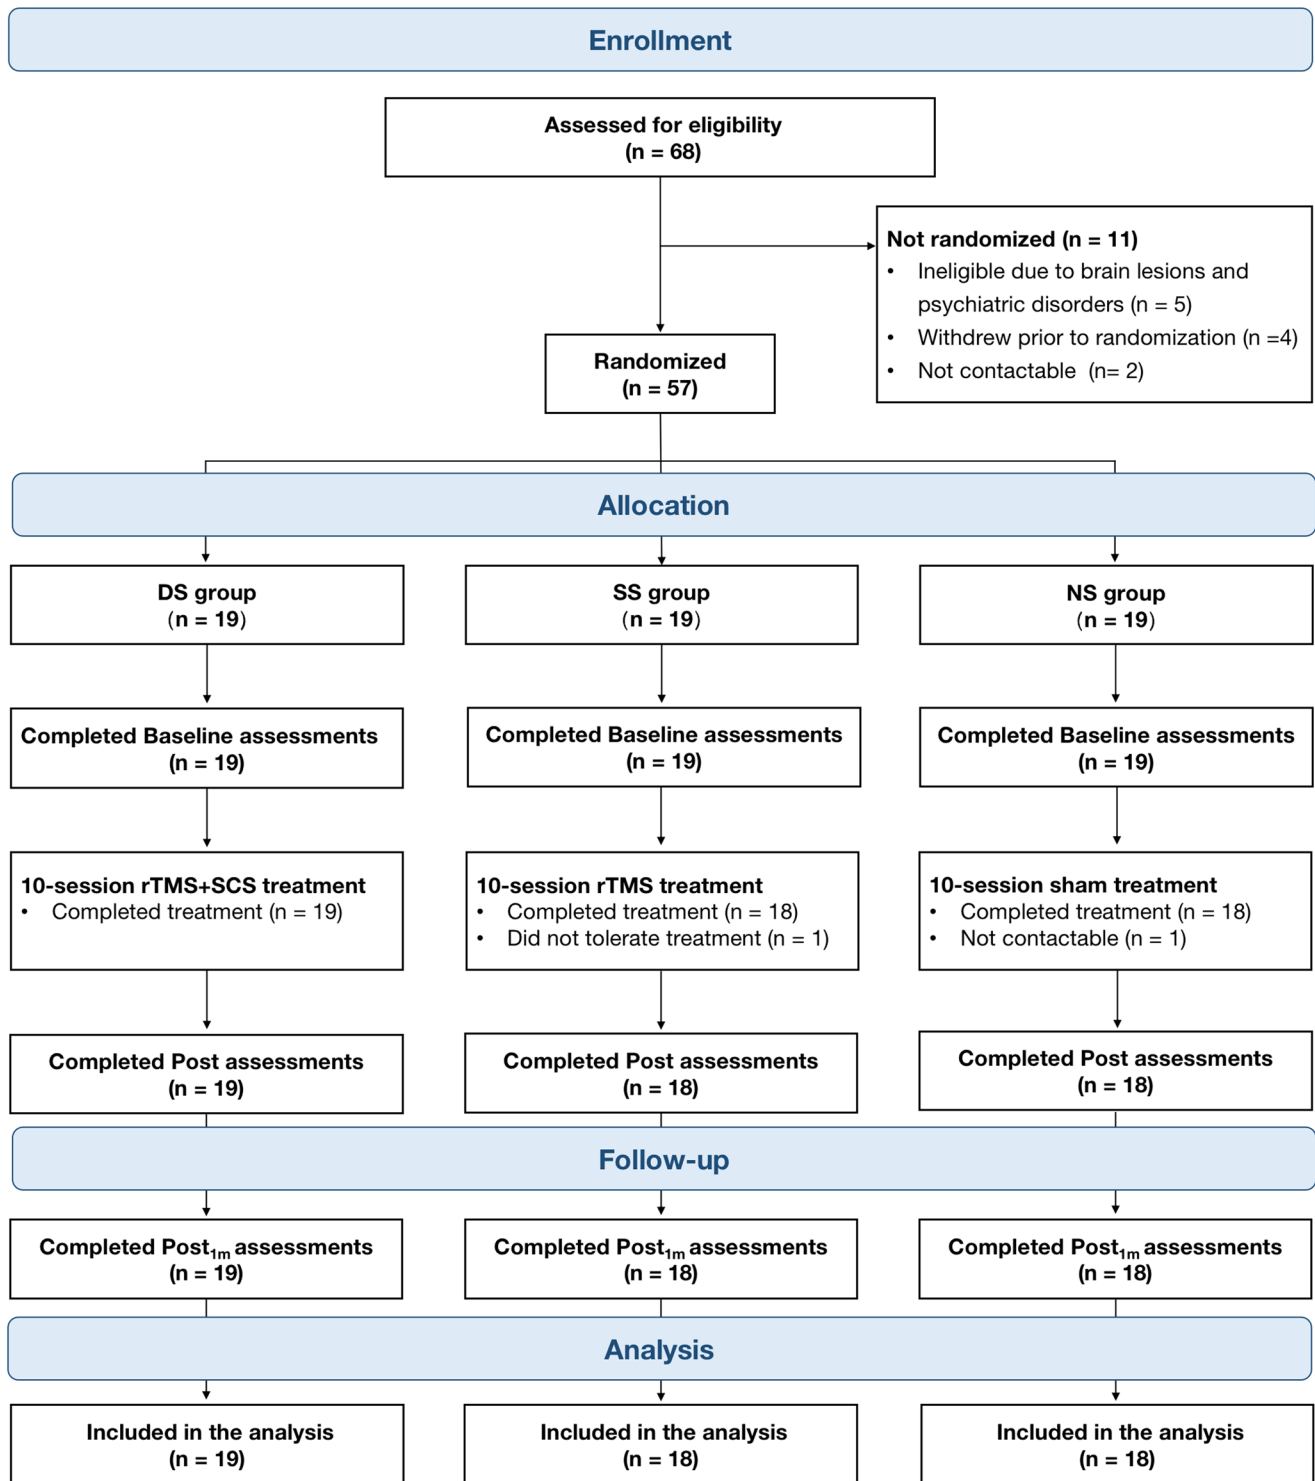 Enrollment
Assessed for eligibility
(n = 68)
Not randomized (n = 11)
• Ineligible due to brain lesions and
psychiatric disorders (n = 5)
• Withdrew prior to randomization (n =4)
• Not contactable (n= 2)
Randomized
(n = 57)
Allocation
DS group
(n = 19)
SS group
(n = 19)
NS group
(n = 19)
Completed Baseline assessments
(n = 19)
Completed Baseline assessments
(n = 19)
Completed Baseline assessments
(n = 19)
10-session rTMS+SCS treatment
• Completed treatment (n = 19)
10-session rTMS treatment
• Completed treatment (n = 18)
• Did not tolerate treatment (n = 1)
10-session sham treatment
• Completed treatment (n = 18)
• Not contactable (n = 1)
Completed Post assessments
(n = 19)
Completed Post assessments
(n = 18)
Completed Post assessments
(n = 18)
Follow-up
Completed Post1m assessments
(n = 19)
Completed Post1m assessments
(n = 18)
Completed Post1m assessments
(n = 18)
Analysis
Included in the analysis
(n = 19)
Included in the analysis
(n = 18)
Included in the analysis
(n = 18)